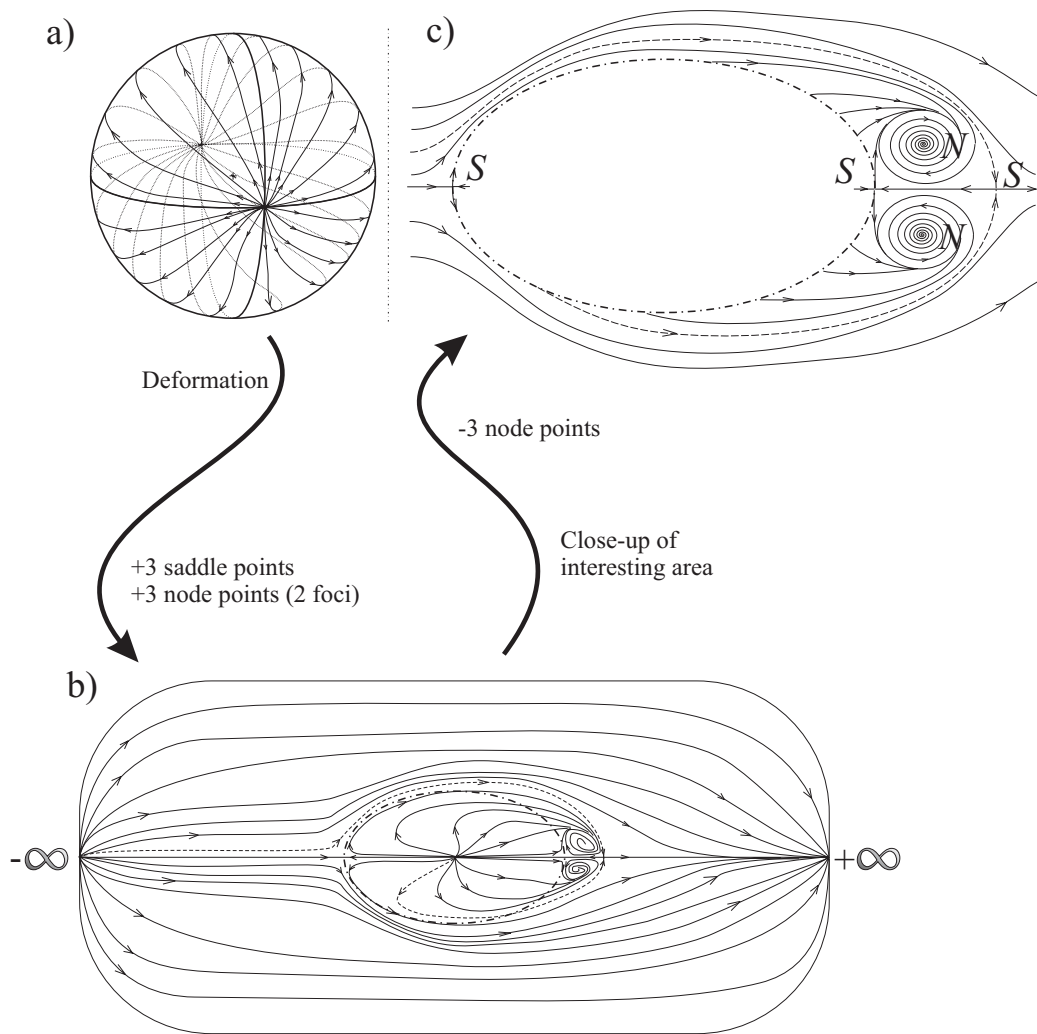 a)
c)
S
S
N
S
N
Deformation
-3 node points
+3 saddle points
+3 node points (2 foci)
Close-up of
interesting area
b)
-∞
+∞